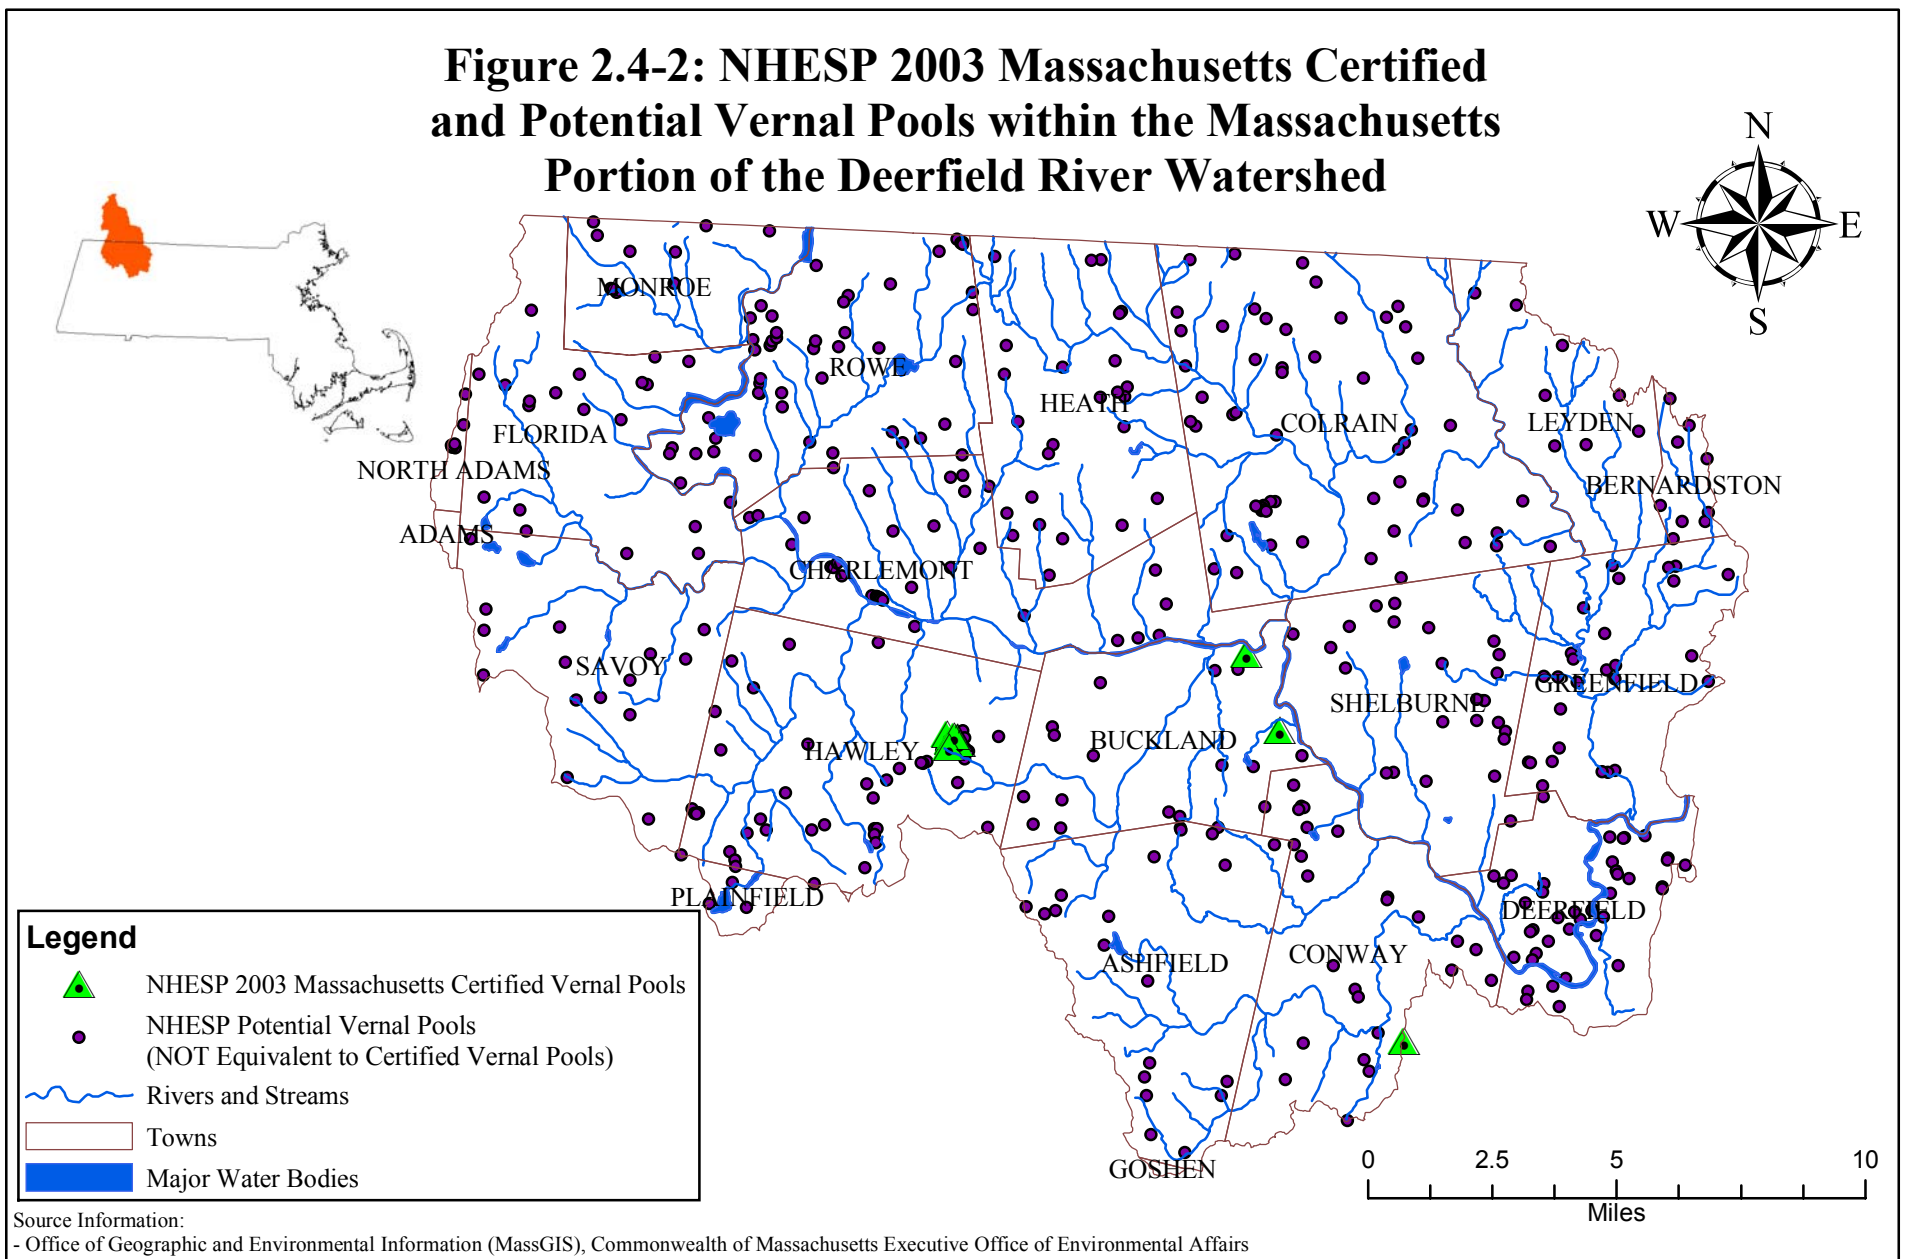 Figure 2.4-2: NHESP 2003 Massachusetts Certified
and Potential Vernal Pools within the Massachusetts
Portion of the Deerfield River Watershed
N
W
E
S
MONROE
ROWE
HEATH
COLRAIN
LEYDEN
FLORIDA
NORTH ADAMS
BERNARDSTON
ADAMS
CHARLEMONT
SAVOY
GREENFIELD
SHELBURNE
HAWLEY
BUCKLAND
PLAINFIELD
DEERFIELD
CONWAY
ASHFIELD
GOSHEN
Legend
NHESP 2003 Massachusetts Certified Vernal Pools
NHESP Potential Vernal Pools
(NOT Equivalent to Certified Vernal Pools)
Rivers and Streams
Towns
Major Water Bodies
0 2.5 5 10
Miles
Source Information:
- Office of Geographic and Environmental Information (MassGIS), Commonwealth of Massachusetts Executive Office of Environmental Affairs